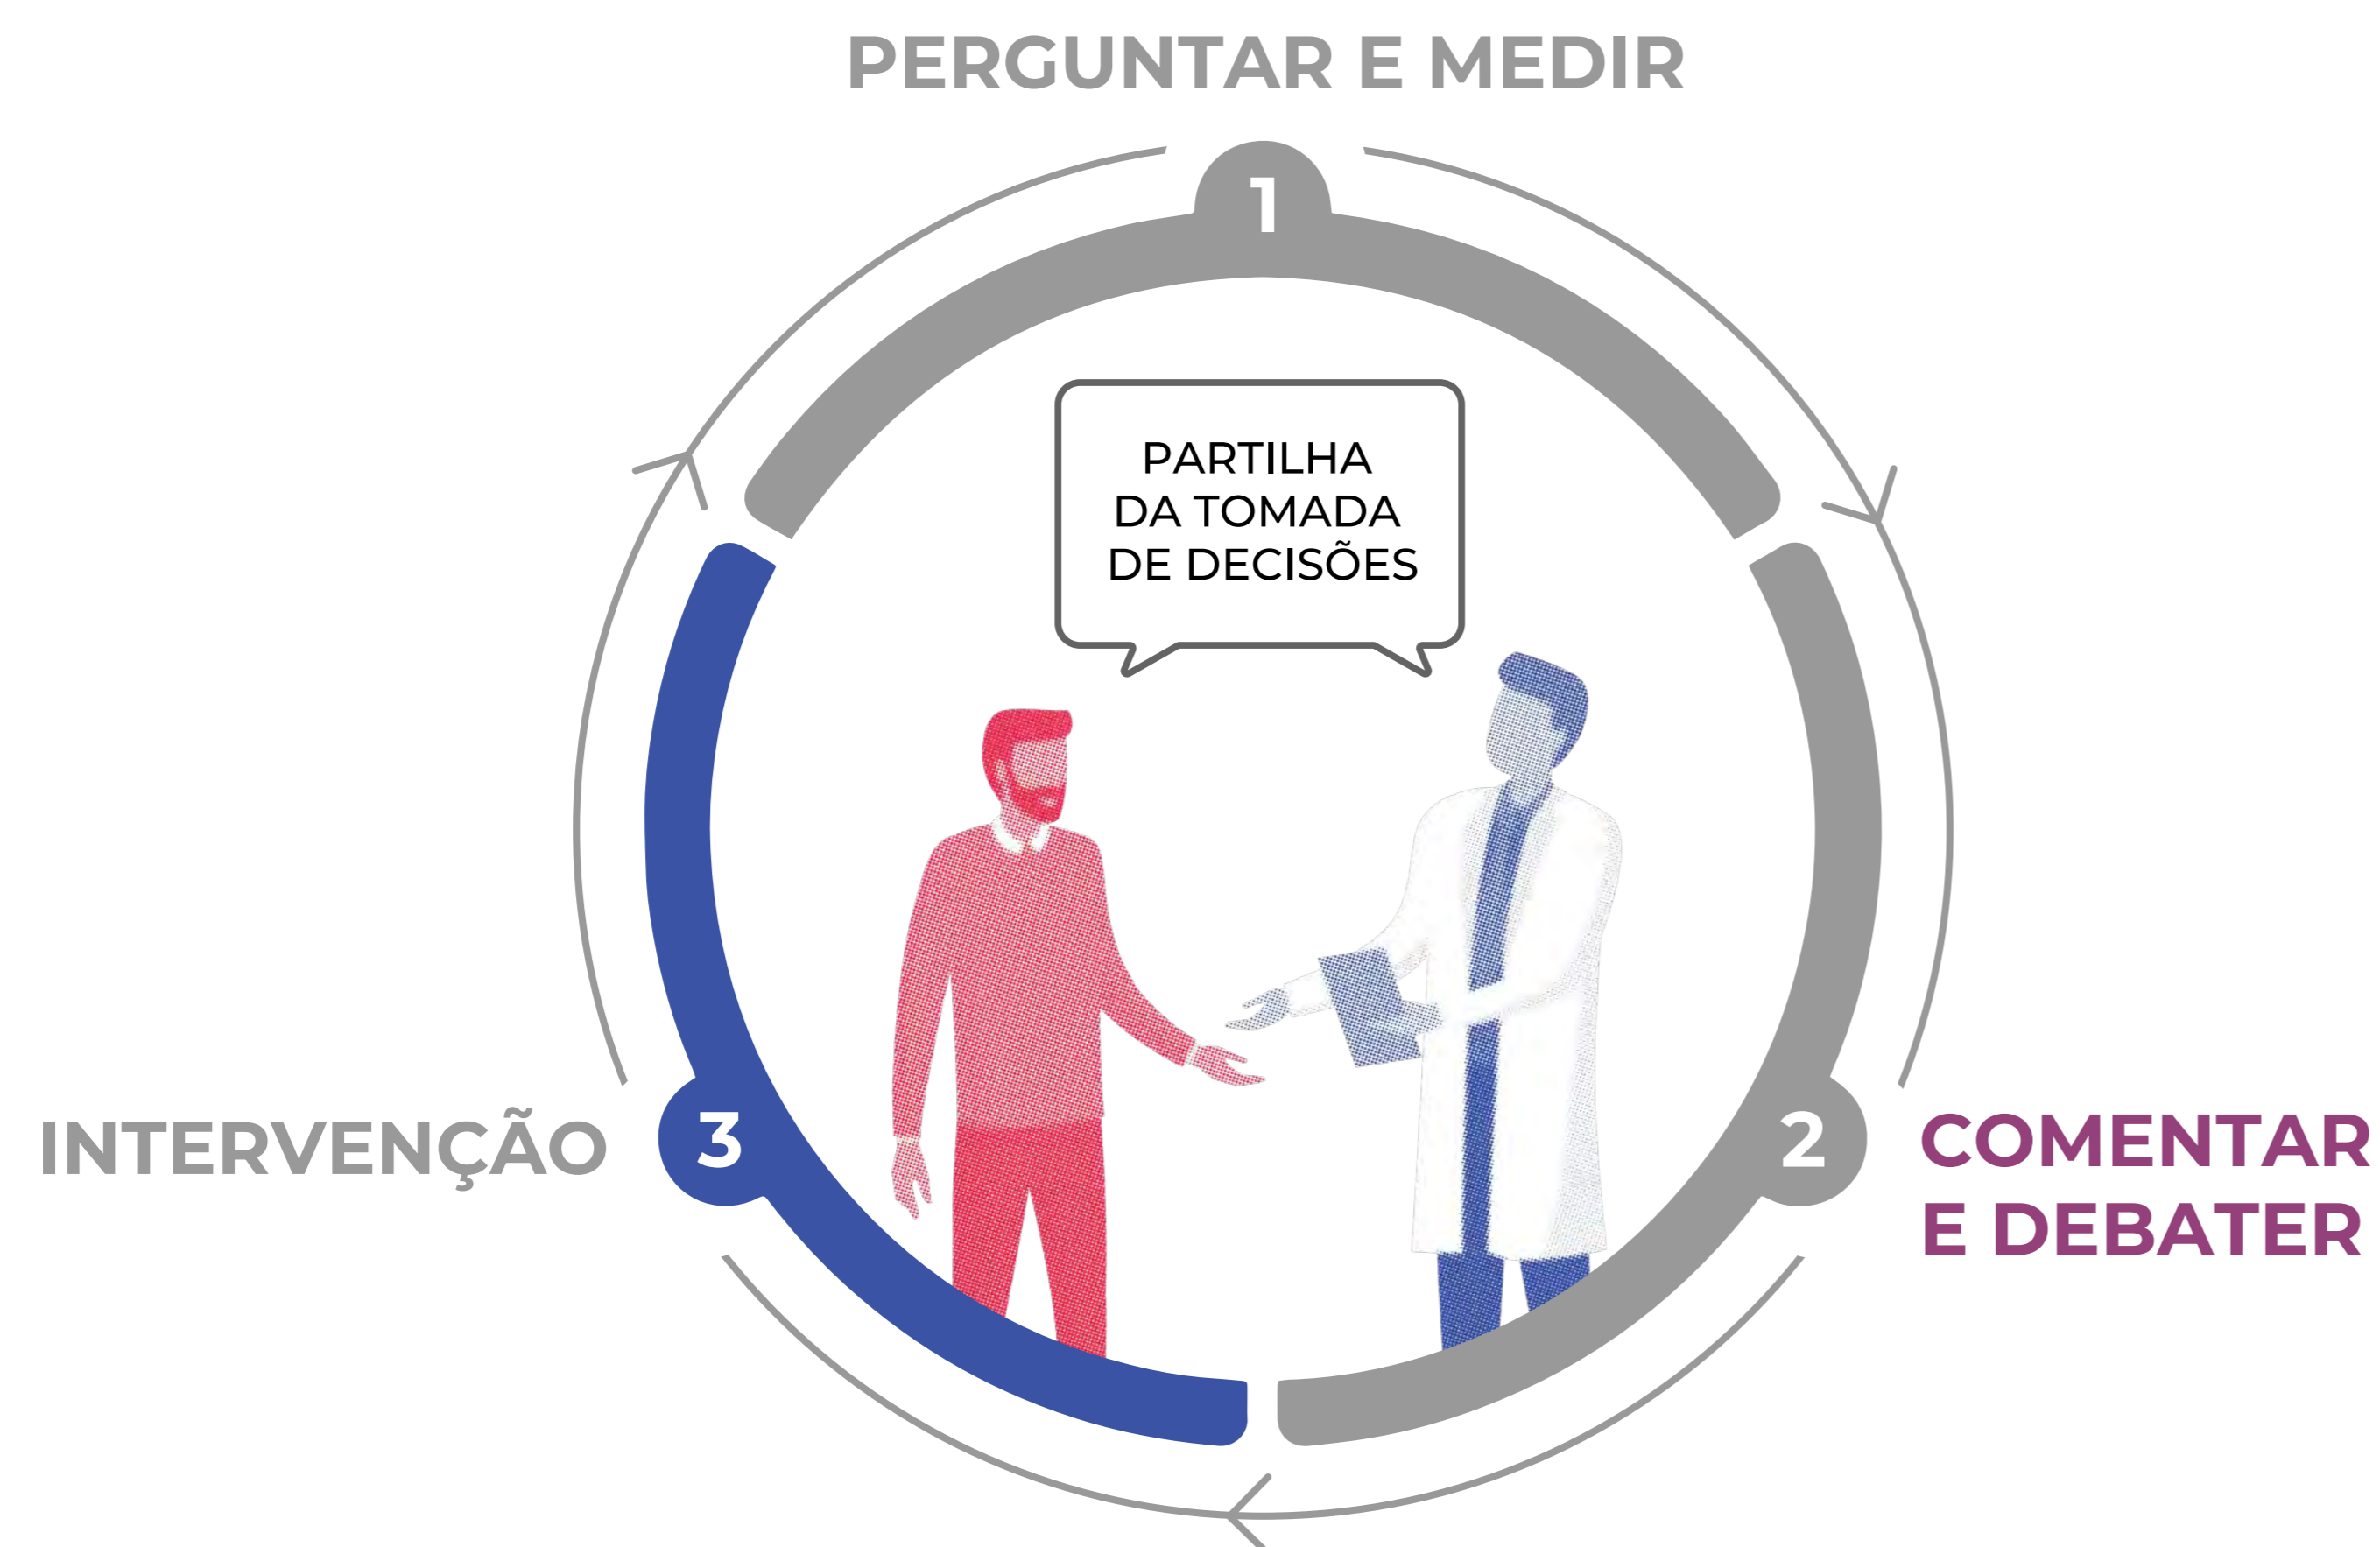 PERGUNTAR E MEDIR
1
PARTILHA
DA TOMADA
DE DECISÕES
INTERVENÇÃO
3
2
COMENTAR
E DEBATER